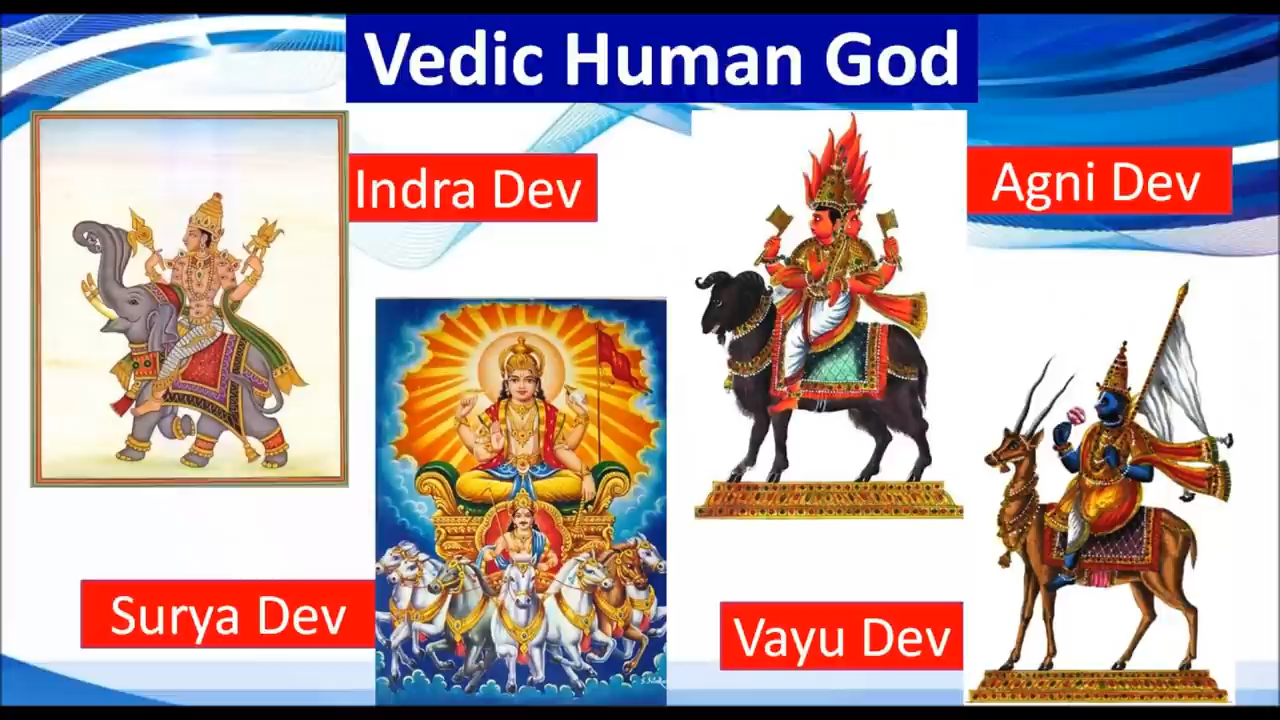 Vedic Human God
Indra Dev
Agni Dev
Surya Dev
Vayu Dev